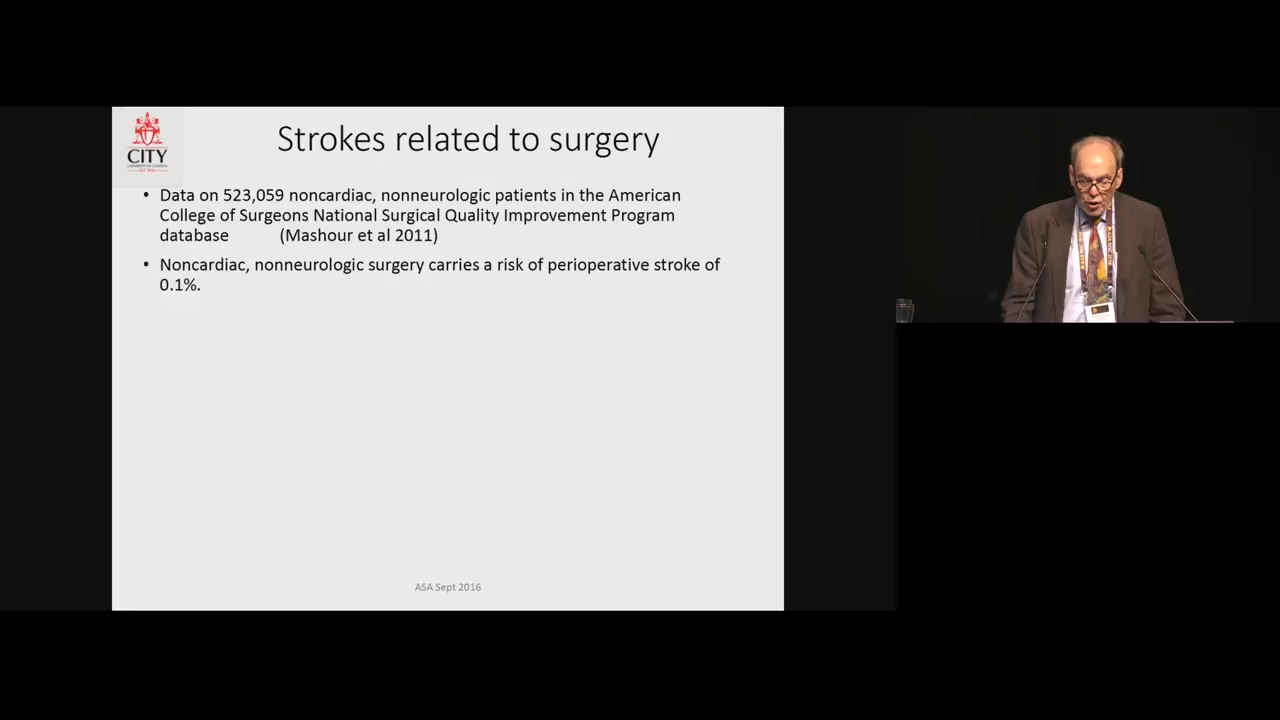 CITY
Strokes related to surgery
• Data on 523,059 noncardiac, nonneurologic patients in the American
College of Surgeons National Surgical Quality Improvement Program
database (Mashour et al 2011)
• Noncardiac, nonneurologic surgery carries a risk of perioperative stroke of
0.1%.
ASA Sept 2016